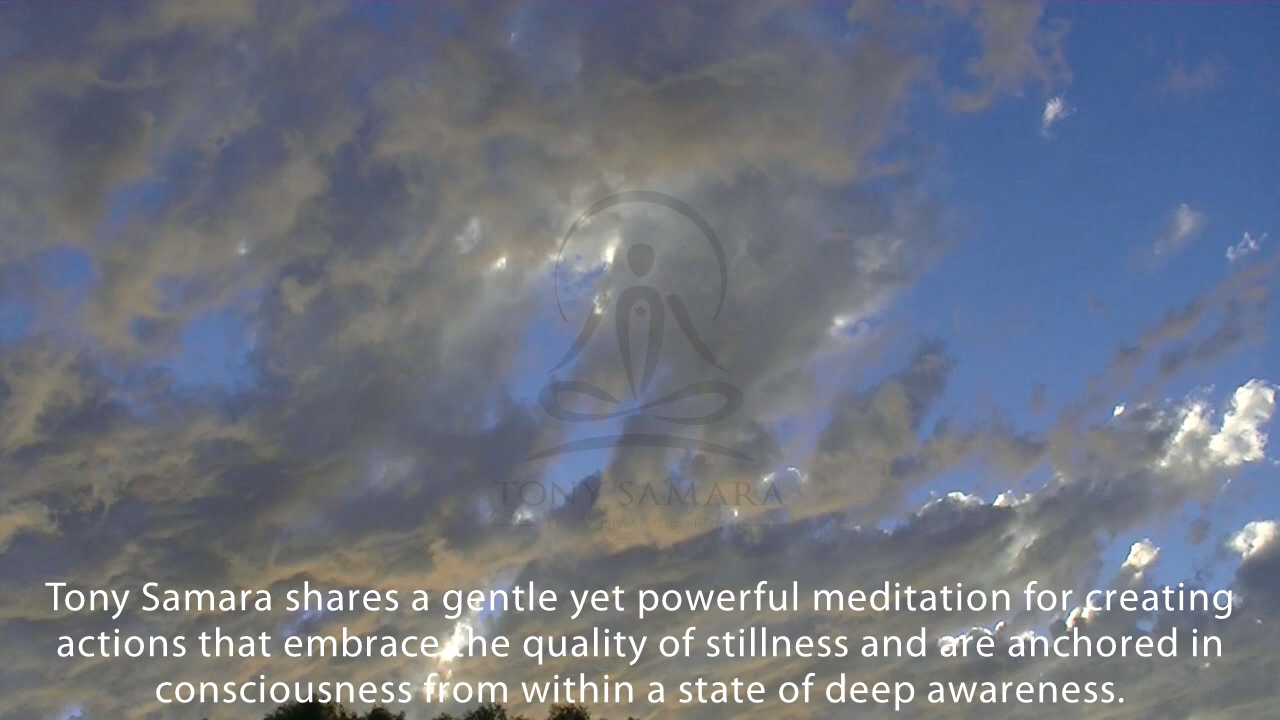 TONY SAMARA
Tony Samara shares a gentle yet powerful meditation for creating
actions that embrace the quality of stillness and are anchored in
consciousness from within a state of deep awareness.